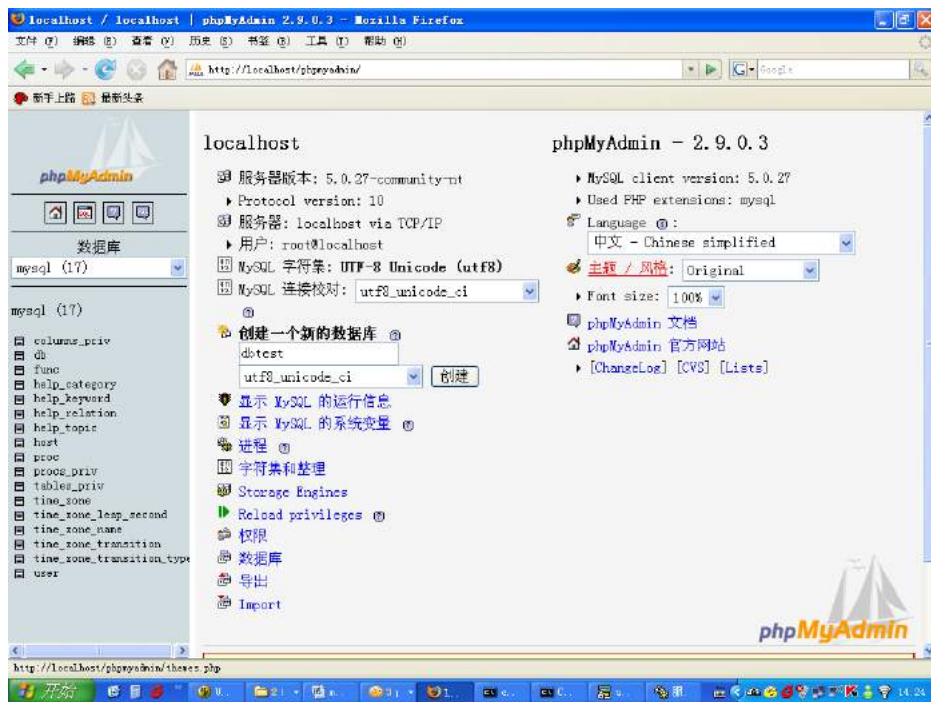 localhost / localhost | phpMyAdmin 2.9.0.3 - Mozilla Firefox
文件 (F) 编辑 (E) 查看 (V) 历史 (S) 书签 (B) 工具 (T) 帮助 (H)
http://localhost/phpmyadmin/
Google
新手上路 最新头条
phpMyAdmin
数据库
mysql (17)
mysql (17)
columns_priv
db
func
help_category
help_keyword
help_relation
help_topic
host
proc
procs_priv
tables_priv
time_zone
time_zone_leap_second
time_zone_name
time_zone_transition
time_zone_transition_type
user
localhost
服务器版本: 5.0.27-community-nt
Protocol version: 10
服务器: localhost via TCP/IP
用户: root@localhost
MySQL 字符集: UTF-8 Unicode (utf8)
MySQL 连接校对: utf8_unicode_ci
创建一个新的数据库
dbtest
utf8_unicode_ci 创建
显示 MySQL 的运行信息
显示 MySQL 的系统变量
进程
字符集和整理
Storage Engines
Reload privileges
权限
数据库
导出
Import
phpMyAdmin - 2.9.0.3
MySQL client version: 5.0.27
Used PHP extensions: mysql
Language :
中文 - Chinese simplified
主题 / 风格: Original
Font size: 100%
phpMyAdmin 文档
phpMyAdmin 官方网站
[ChangeLog] [CVS] [Lists]
phpMyAdmin
http://localhost/phpmyadmin/themes.php
开始
14:24